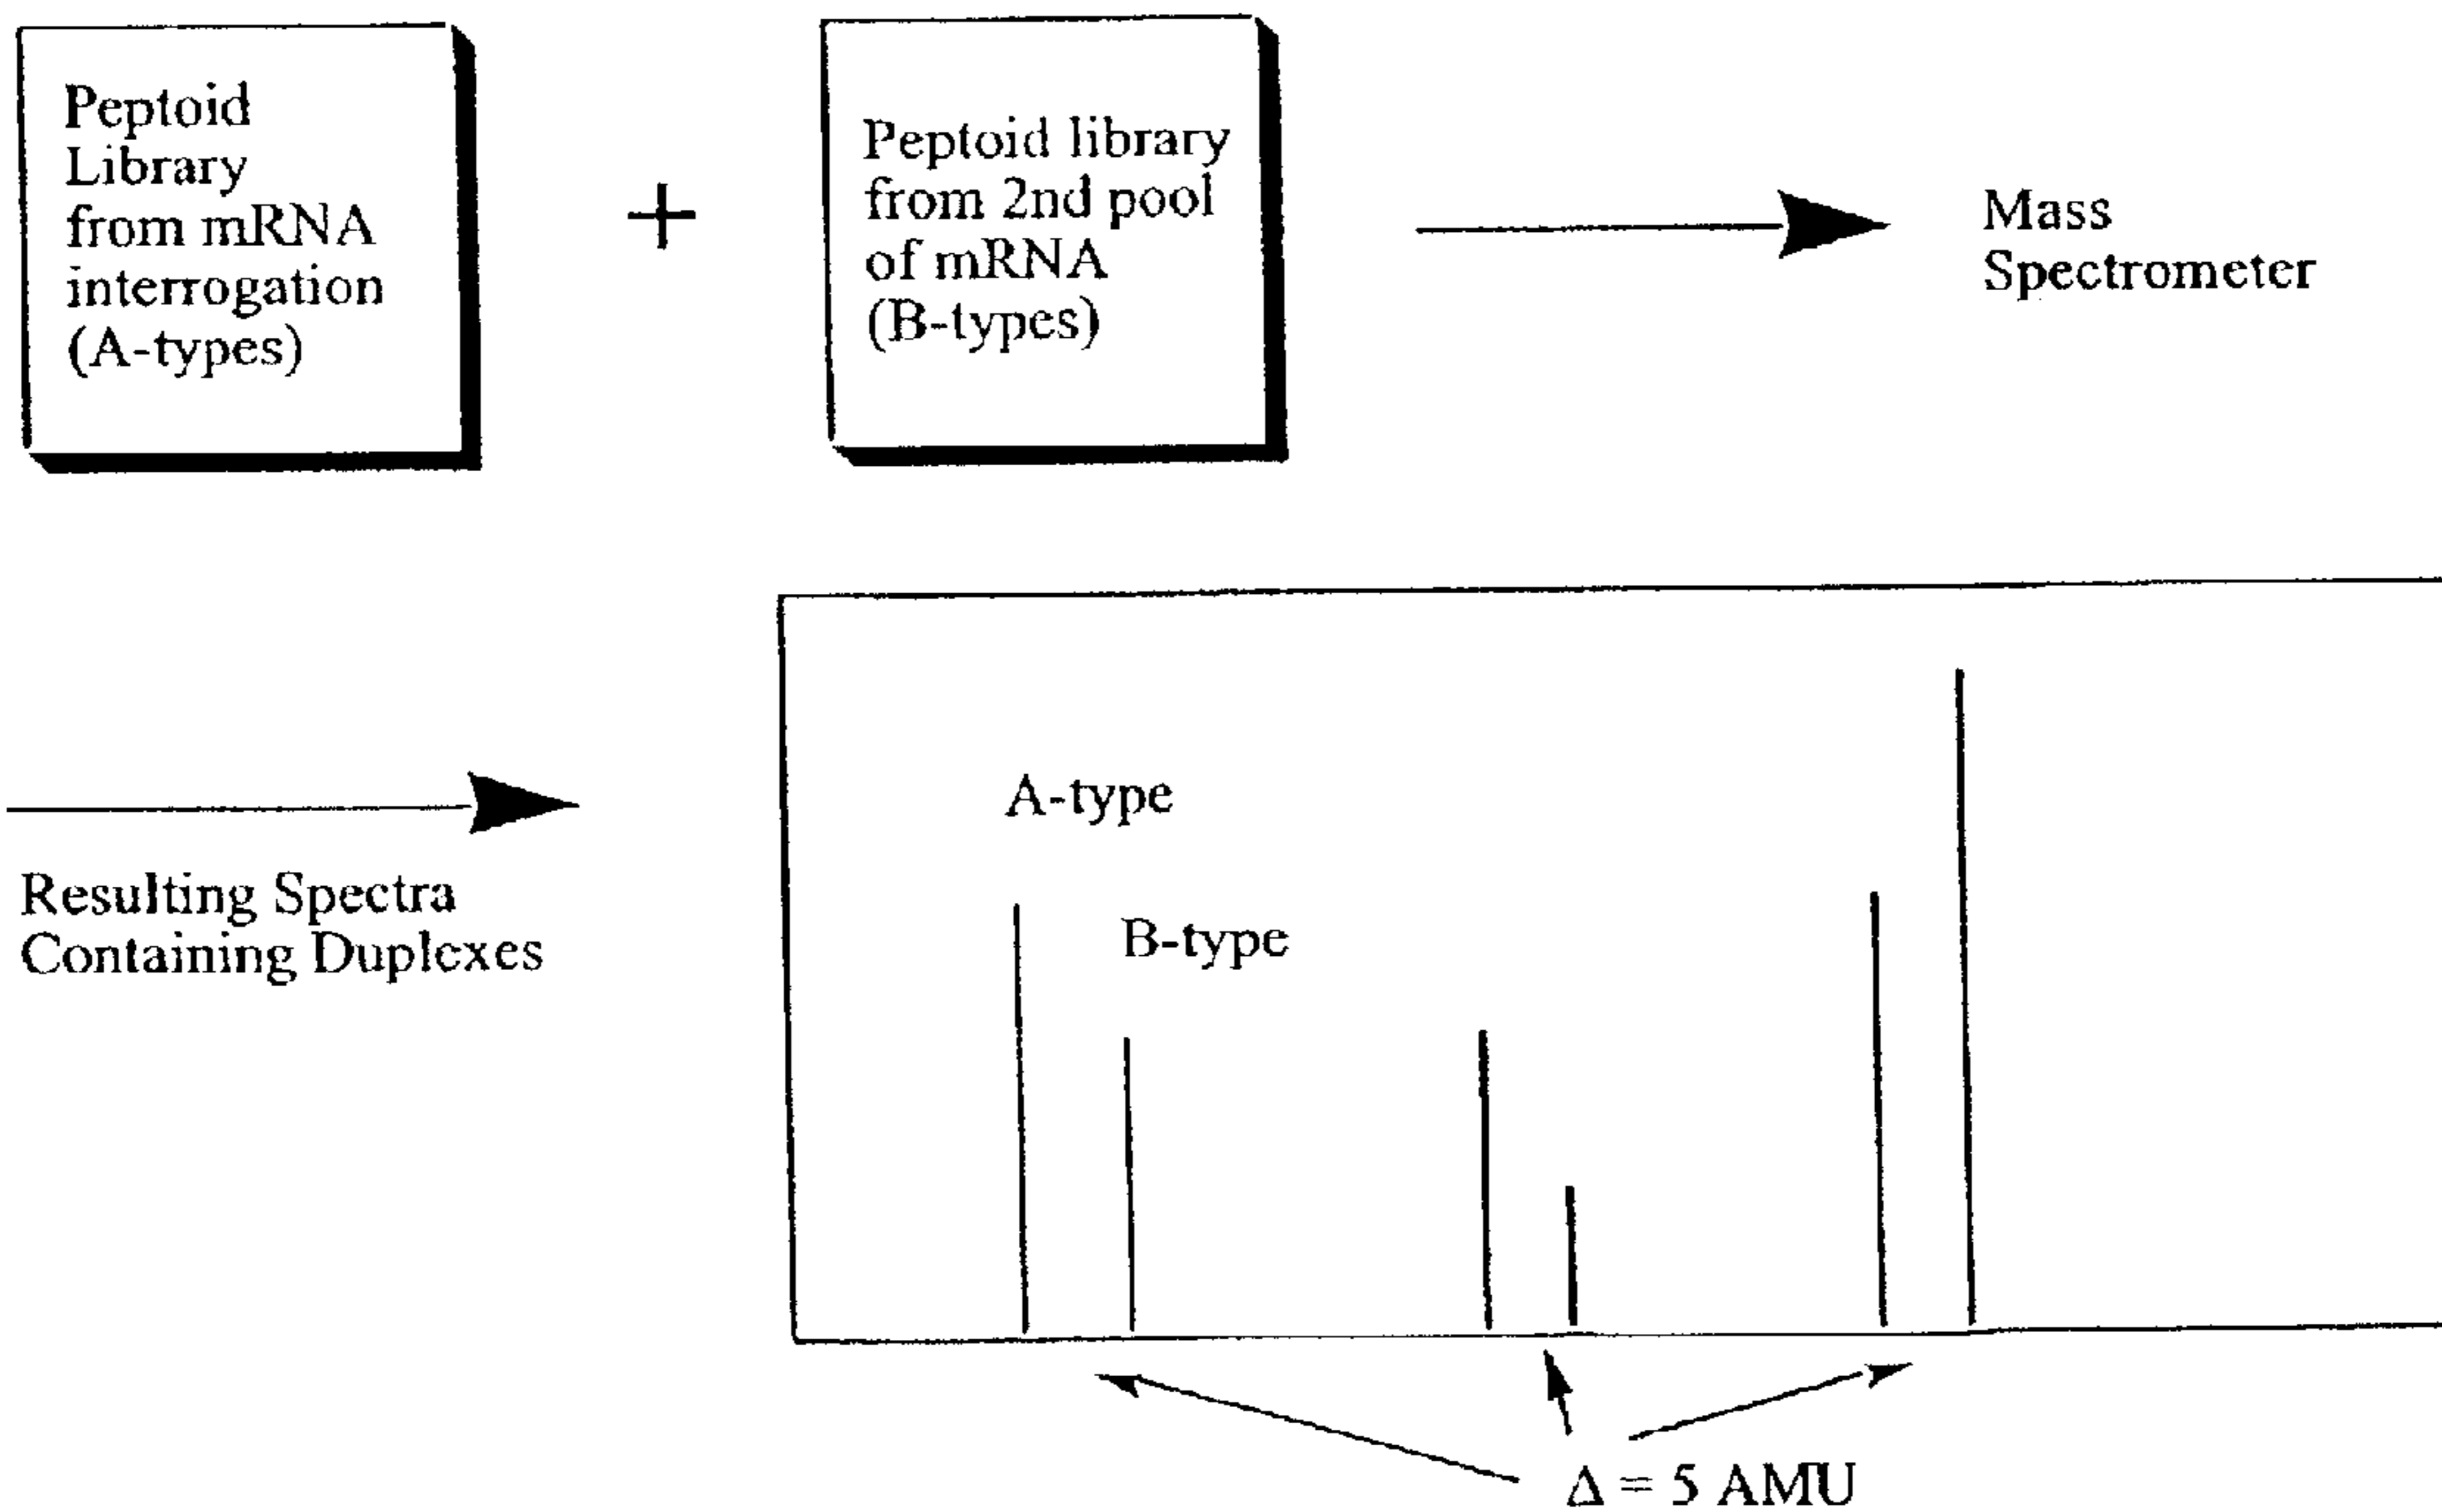 Peptoid
Library
from mRNA
interrogation
(A-types)
+
Peptoid library
from 2nd pool
of mRNA
(B-types)
Mass
Spectrometer
Resulting Spectra
Containing Duplexes
A-type
B-type
Δ = 5 AMU